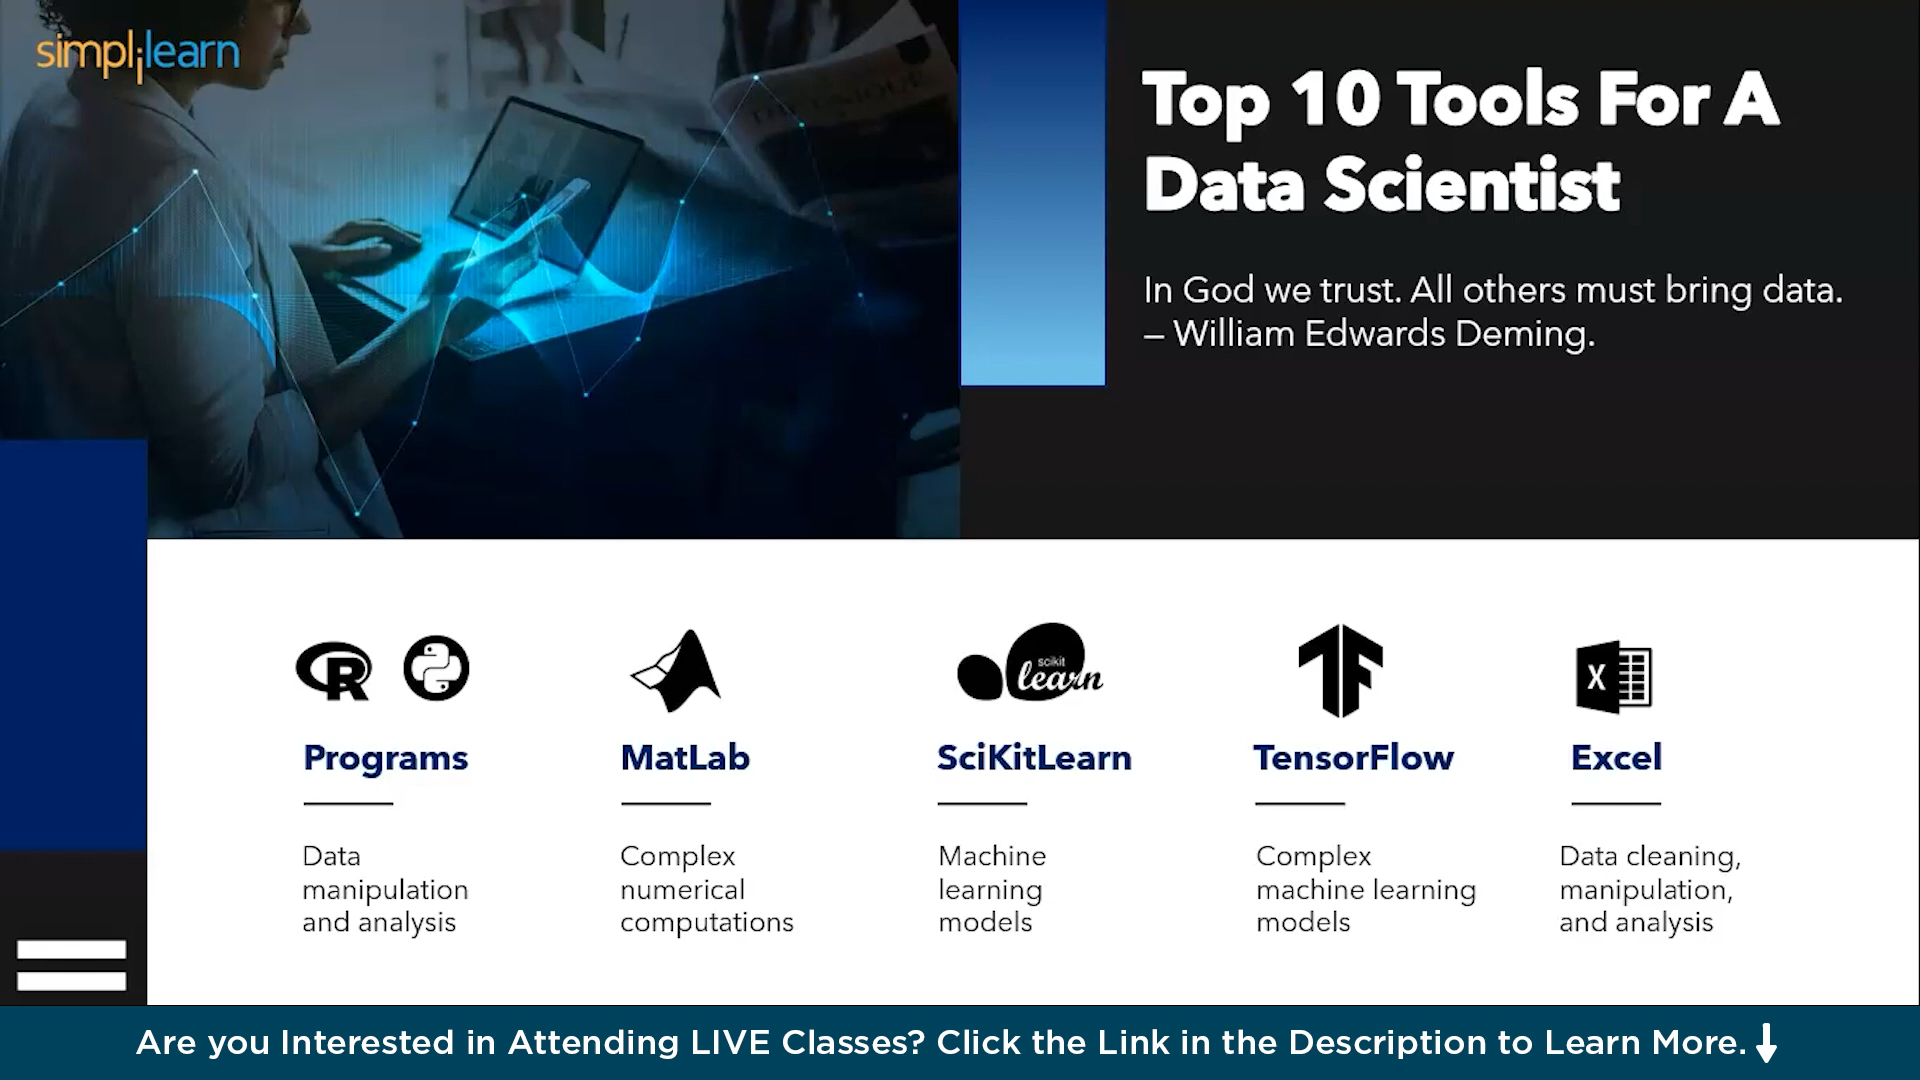 simplilearn
Top 10 Tools For A
Data Scientist
In God we trust. All others must bring data.
– William Edwards Deming.
R
scikit
learn
X
Programs
MatLab
SciKitLearn
TensorFlow
Excel
Data
manipulation
and analysis
Complex
numerical
computations
Machine
learning
models
Complex
machine learning
models
Data cleaning,
manipulation,
and analysis
Are you Interested in Attending LIVE Classes? Click the Link in the Description to Learn More.